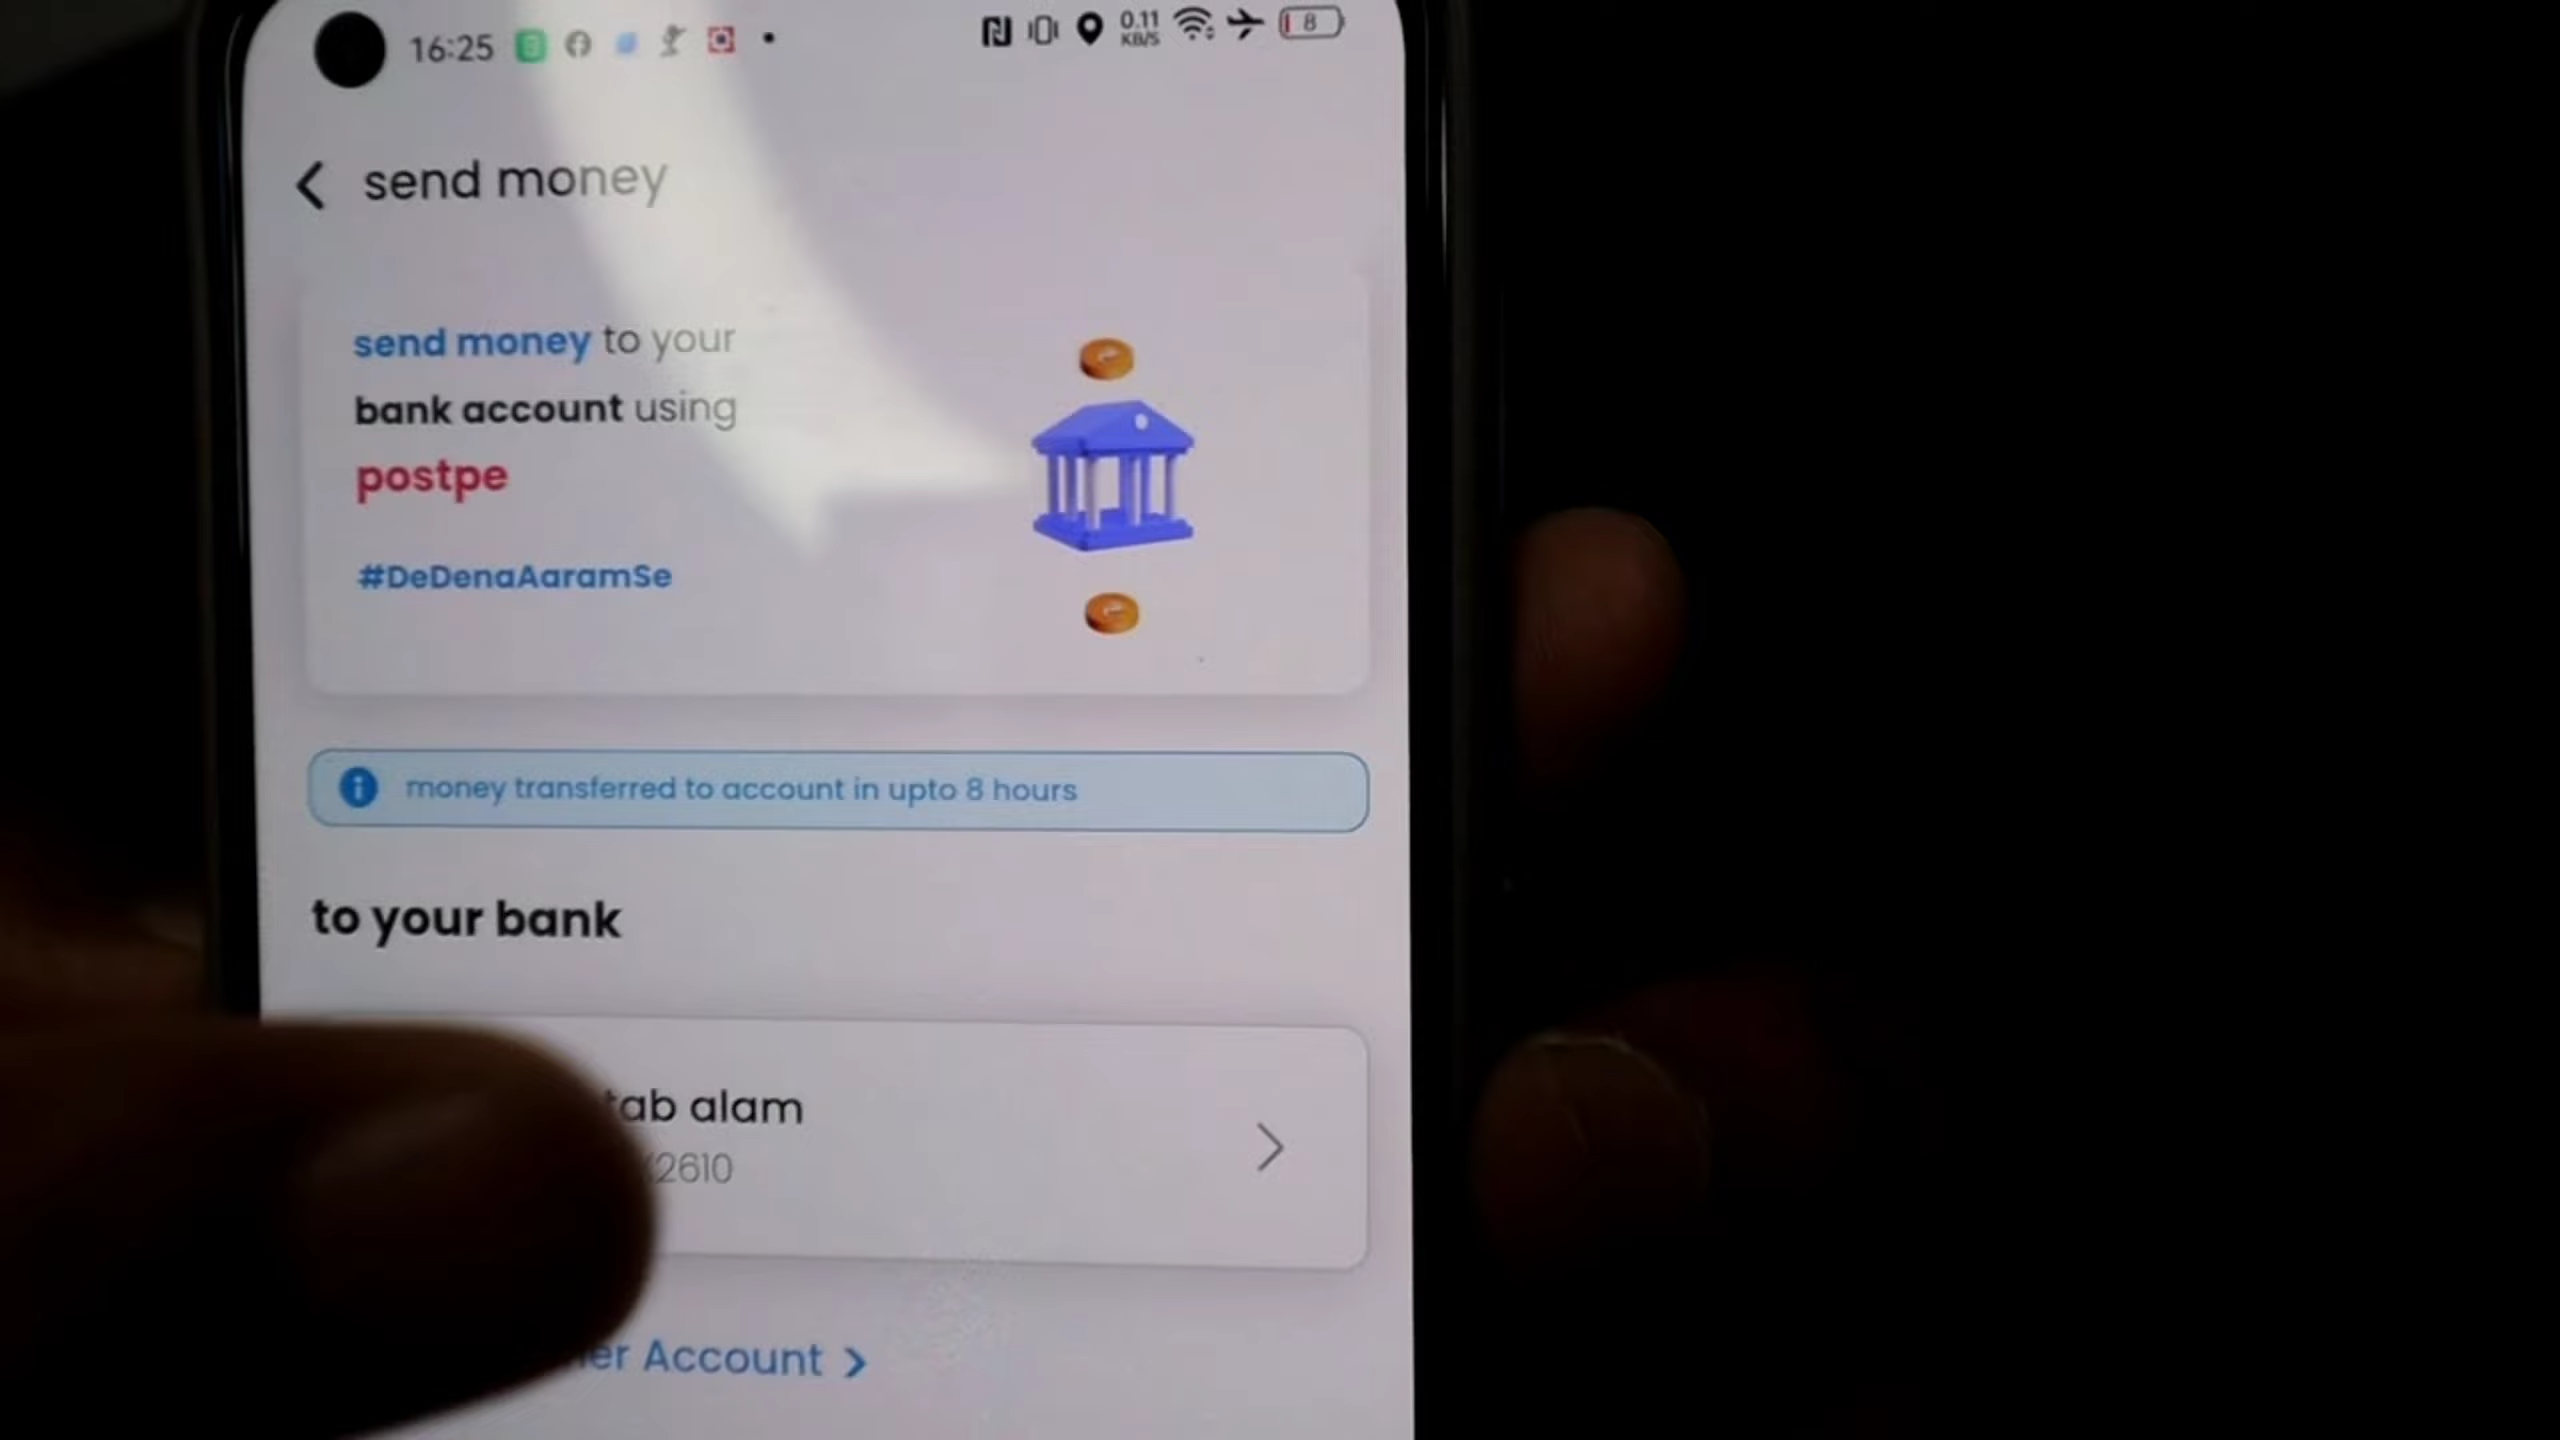 16:25 0.11 KB/S 8
send money
send money to your
bank account using
postpe
#DeDenaAaramSe
money transferred to account in upto 8 hours
to your bank
alam
2610
Account